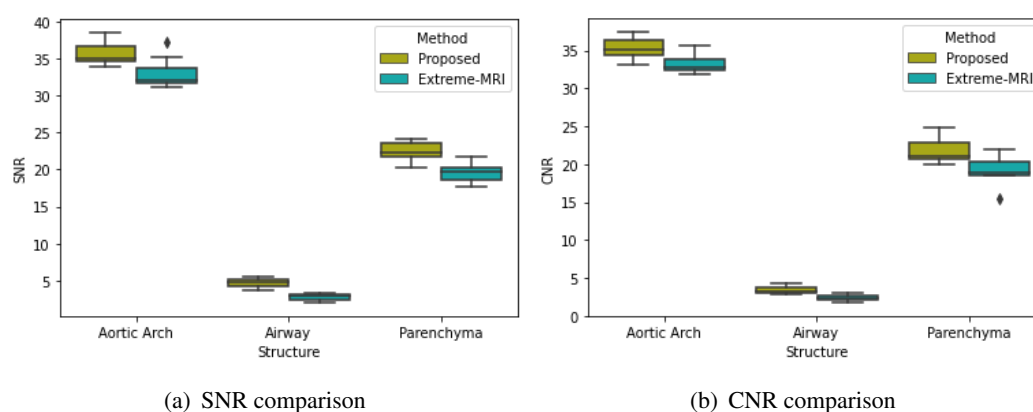 40
35
30
25
20
15
10
5
SNR
Method
Proposed
Extreme-MRI
Aortic Arch Airway Parenchyma
Structure
(a) SNR comparison
35
30
25
20
15
10
5
0
CNR
Method
Proposed
Extreme-MRI
Aortic Arch Airway Parenchyma
Structure
(b) CNR comparison